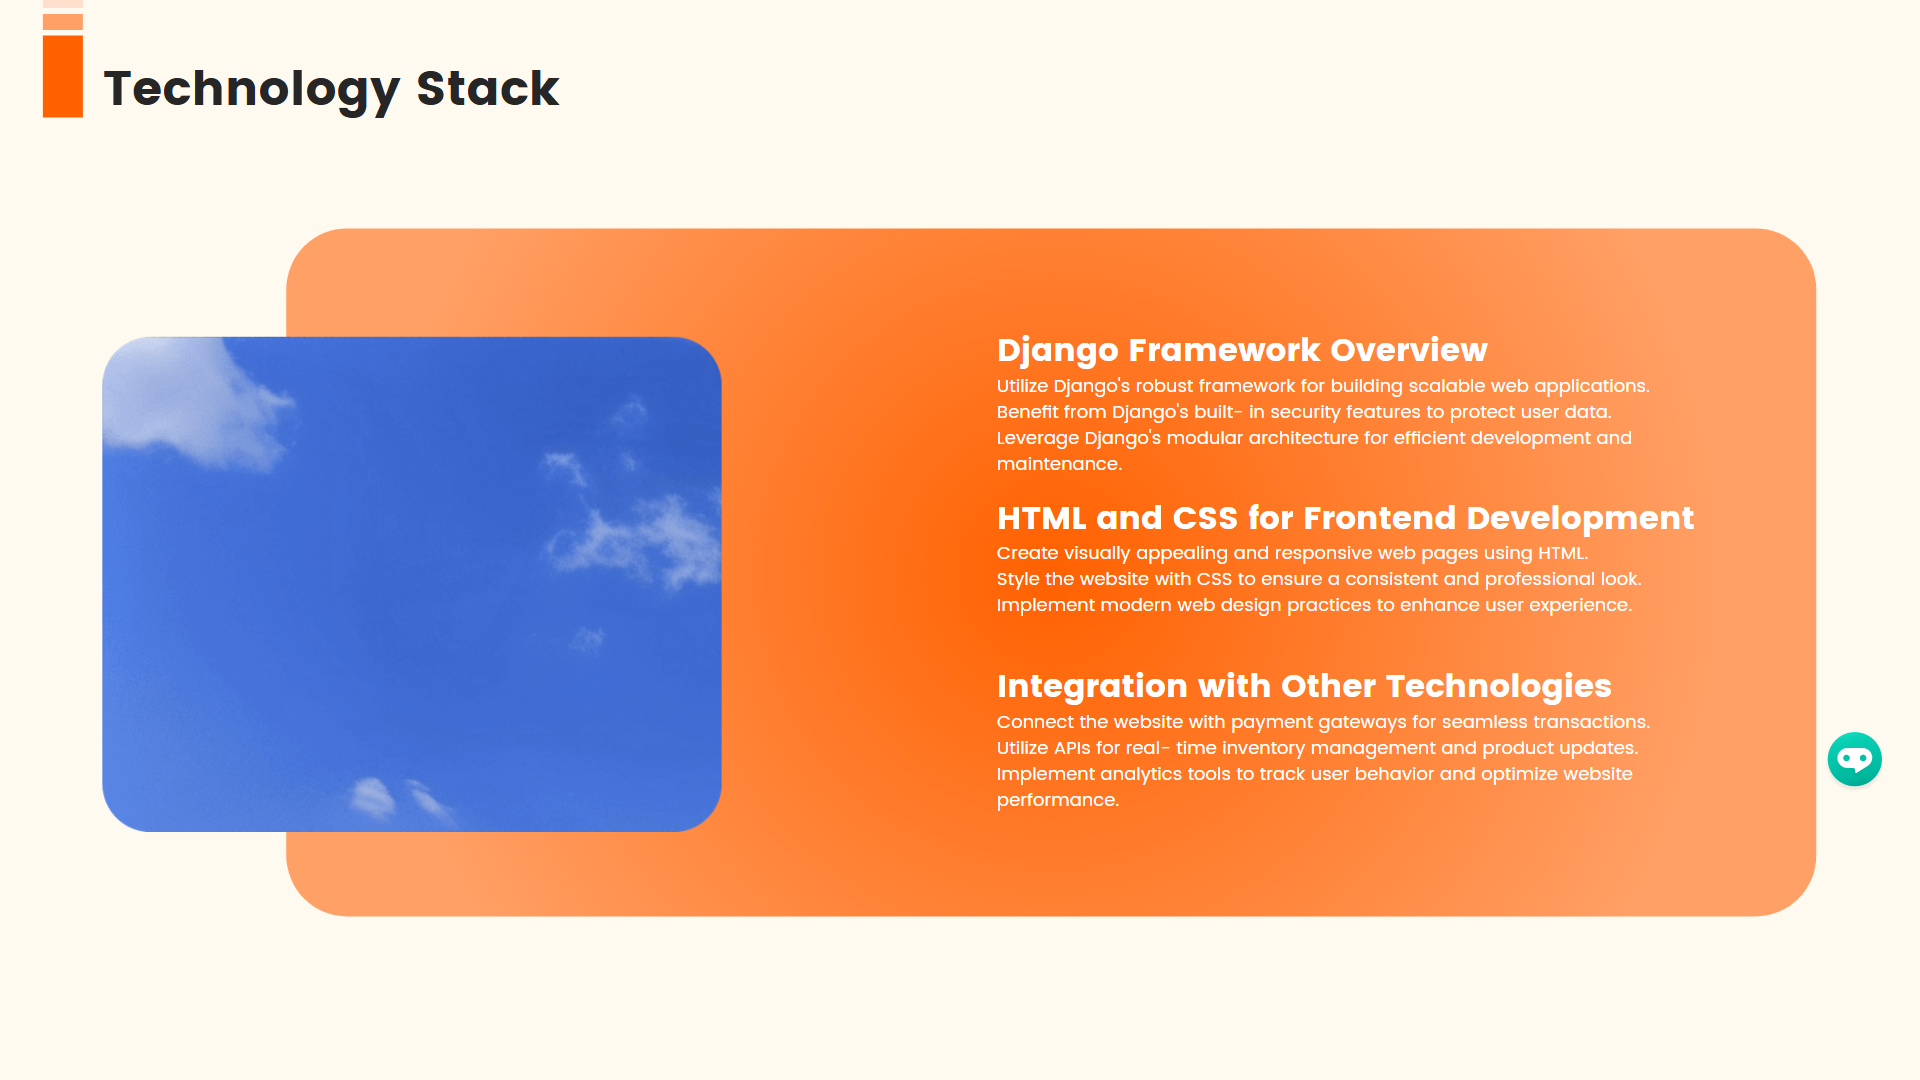 Technology Stack
Django Framework Overview
Utilize Django's robust framework for building scalable web applications.
Benefit from Django's built- in security features to protect user data.
Leverage Django's modular architecture for efficient development and
maintenance.
HTML and CSS for Frontend Development
Create visually appealing and responsive web pages using HTML.
Style the website with CSS to ensure a consistent and professional look.
Implement modern web design practices to enhance user experience.
Integration with Other Technologies
Connect the website with payment gateways for seamless transactions.
Utilize APIs for real- time inventory management and product updates.
Implement analytics tools to track user behavior and optimize website
performance.